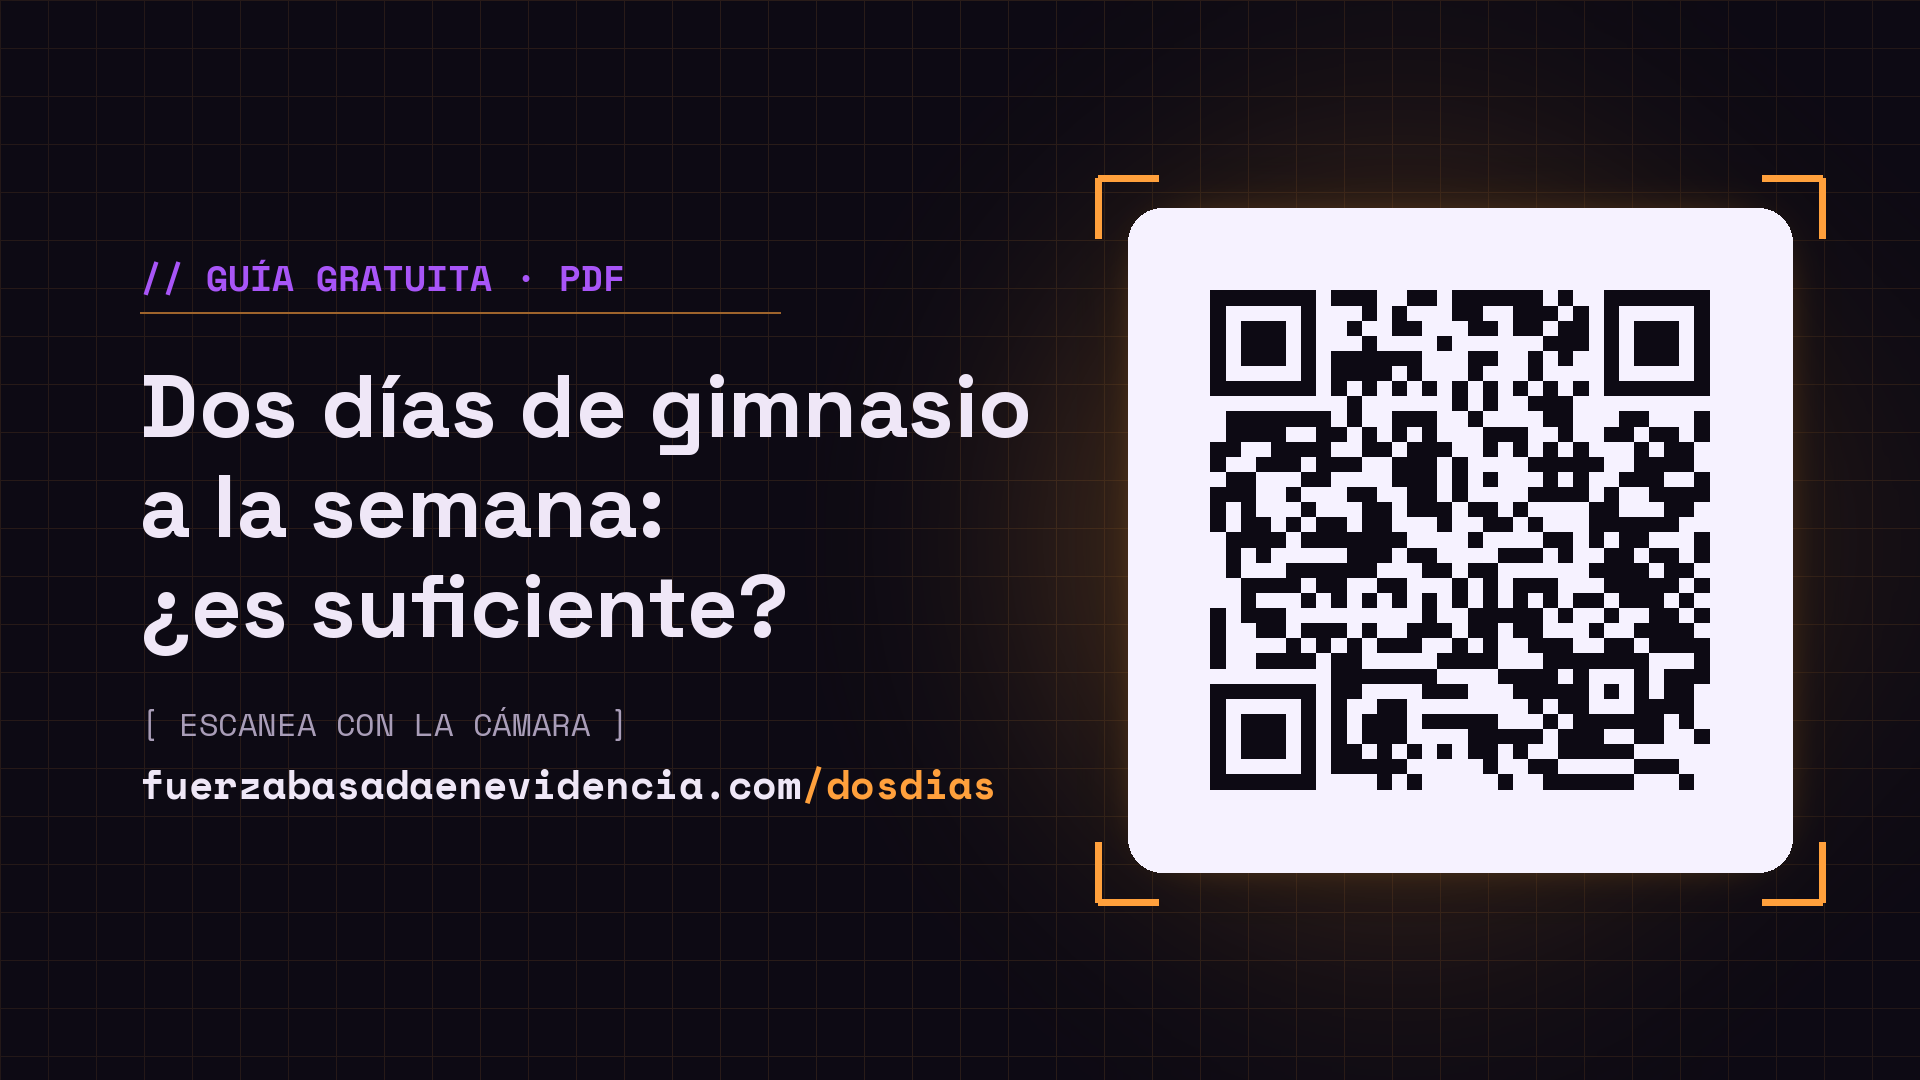 // GUÍA GRATUITA · PDF
Dos días de gimnasio
a la semana:
¿es suficiente?
[ ESCANEA CON LA CÁMARA ]
fuerzabasadaenevidencia.com/dosdias